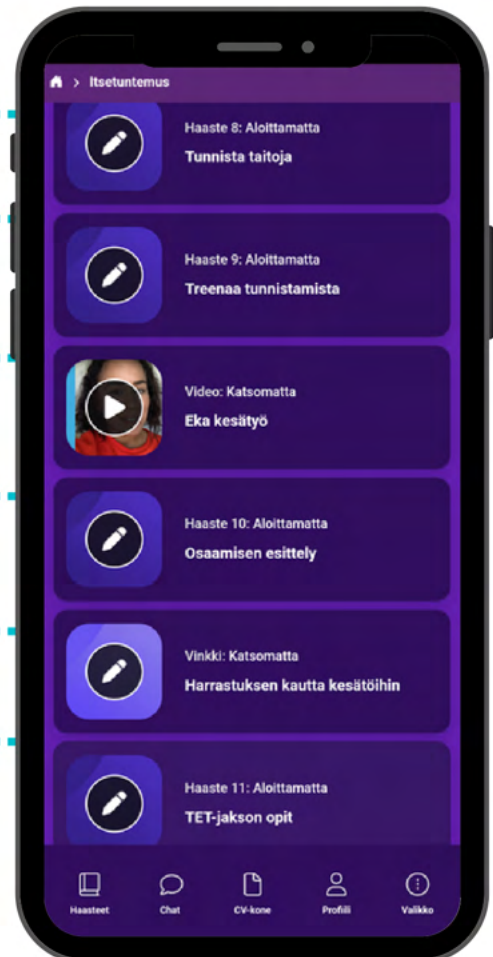 > Itsetuntemus
Haaste 8: Aloittamatta
Tunnista taitoja
Haaste 9: Aloittamatta
Treenaa tunnistamista
Video: Katsomatta
Eka kesätyö
Haaste 10: Aloittamatta
Osaamisen esittely
Vinkki: Katsomatta
Harrastuksen kautta kesätöihin
Haaste 11: Aloittamatta
TET-jakson opit
Haasteet Chat CV-kone Profiili Valikko